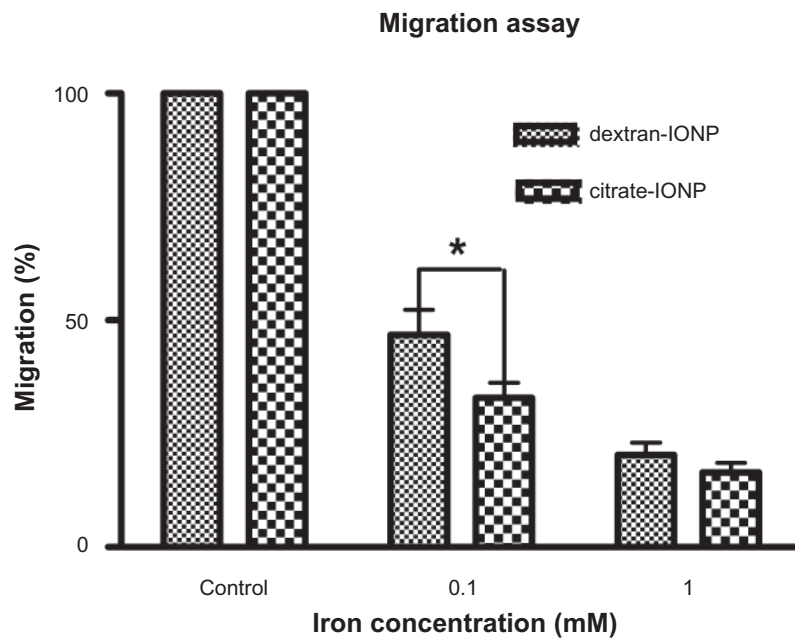 Migration assay
100
dextran-IONP
citrate-IONP
*
50
Migration (%)
0
Control 0.1 1
Iron concentration (mM)